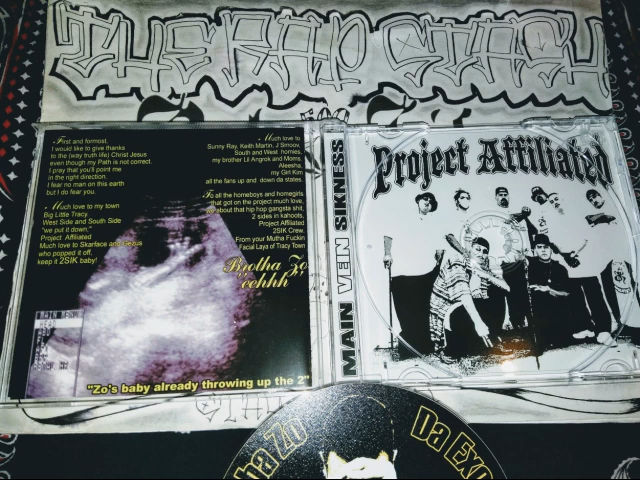 THE RAP STASH
First and formost,
I would like to give thanks
to the (way truth life) Christ Jesus
even though my Path is not correct.
I pray that you'll point me
in the right direction.
I fear no man on this earth
but I do fear you.
Much love to my town
Big Little Tracy,
West Side and South Side
"we put it down,"
Project Affiliated
Much love to Skarface and Gezus
who popped it off,
keep it 2SIK baby!
Much love to
Sunny Ray, Keith Martin, J Smoov,
South and West homies,
my brother Lil Angrok and Moms,
Aleesha,
my Girl Kim
all the fans up and down da states.
To all the homeboys and homegirls
that got on the project much love,
about that hip hop gangsta shit,
2 sides in kahoots,
Project Affiliated
2SIK Crew.
From your Mutha Fuckin
Facial Laya of Tracy Town
Brotha Zo
"eehhh"
"Zo's baby already throwing up the 2"
MAIN VEIN SIKNESS
Project Affiliated
ha Zo
Da Exe